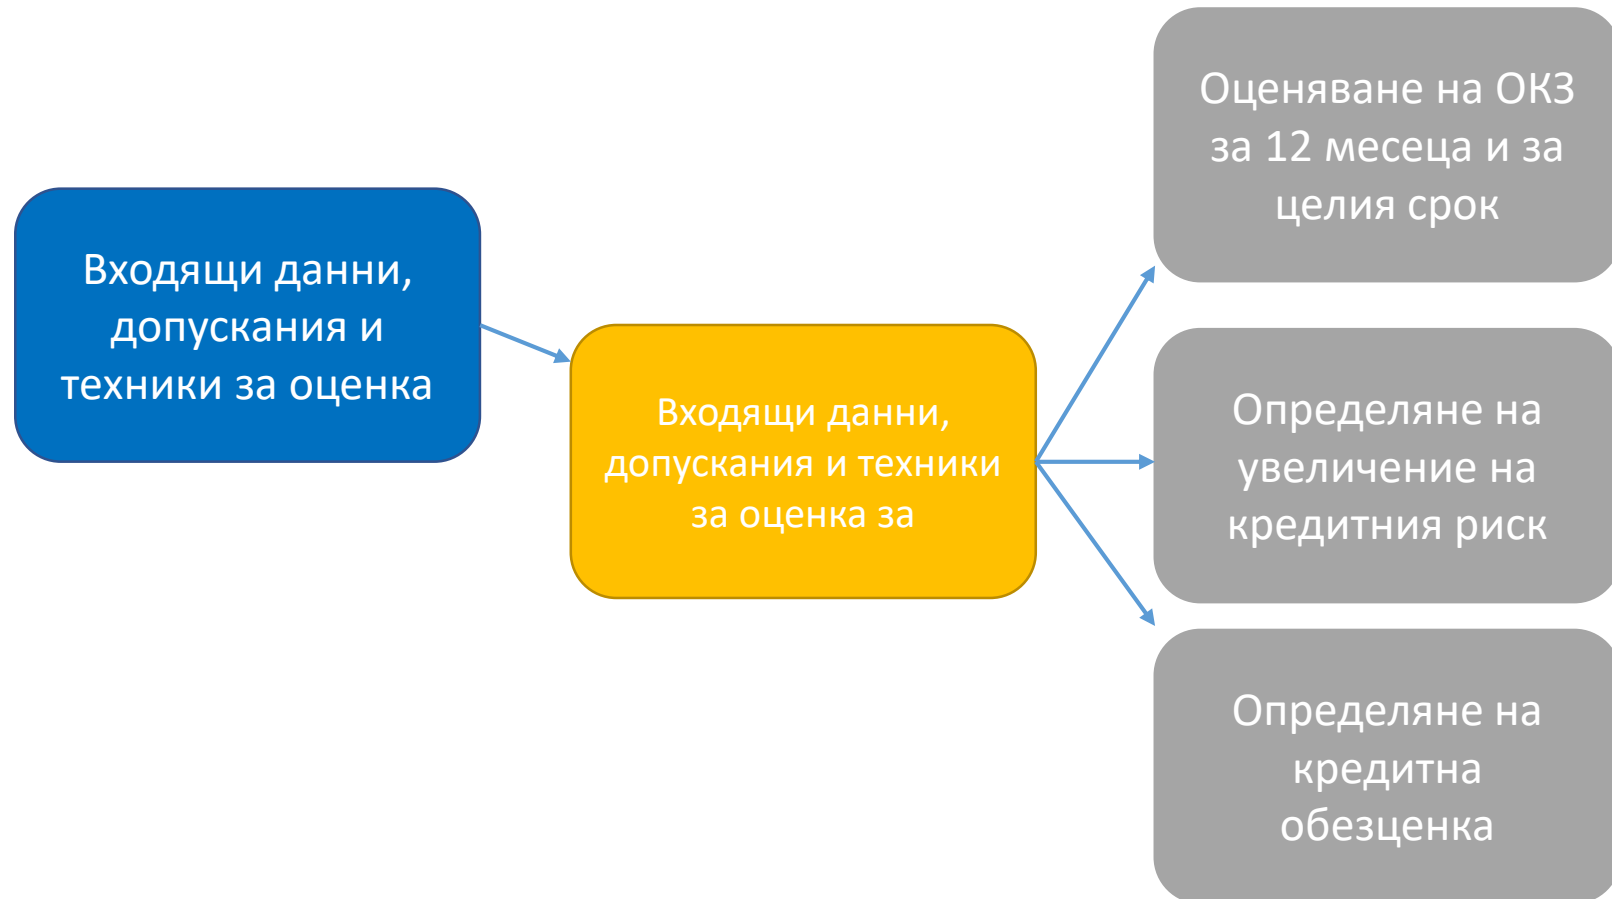 Входящи данни,
допускания и
техники за оценка
Входящи данни,
допускания и техники
за оценка за
Оценяване на ОКЗ
за 12 месеца и за
целия срок
Определяне на
увеличение на
кредитния риск
Определяне на
кредитна
обезценка